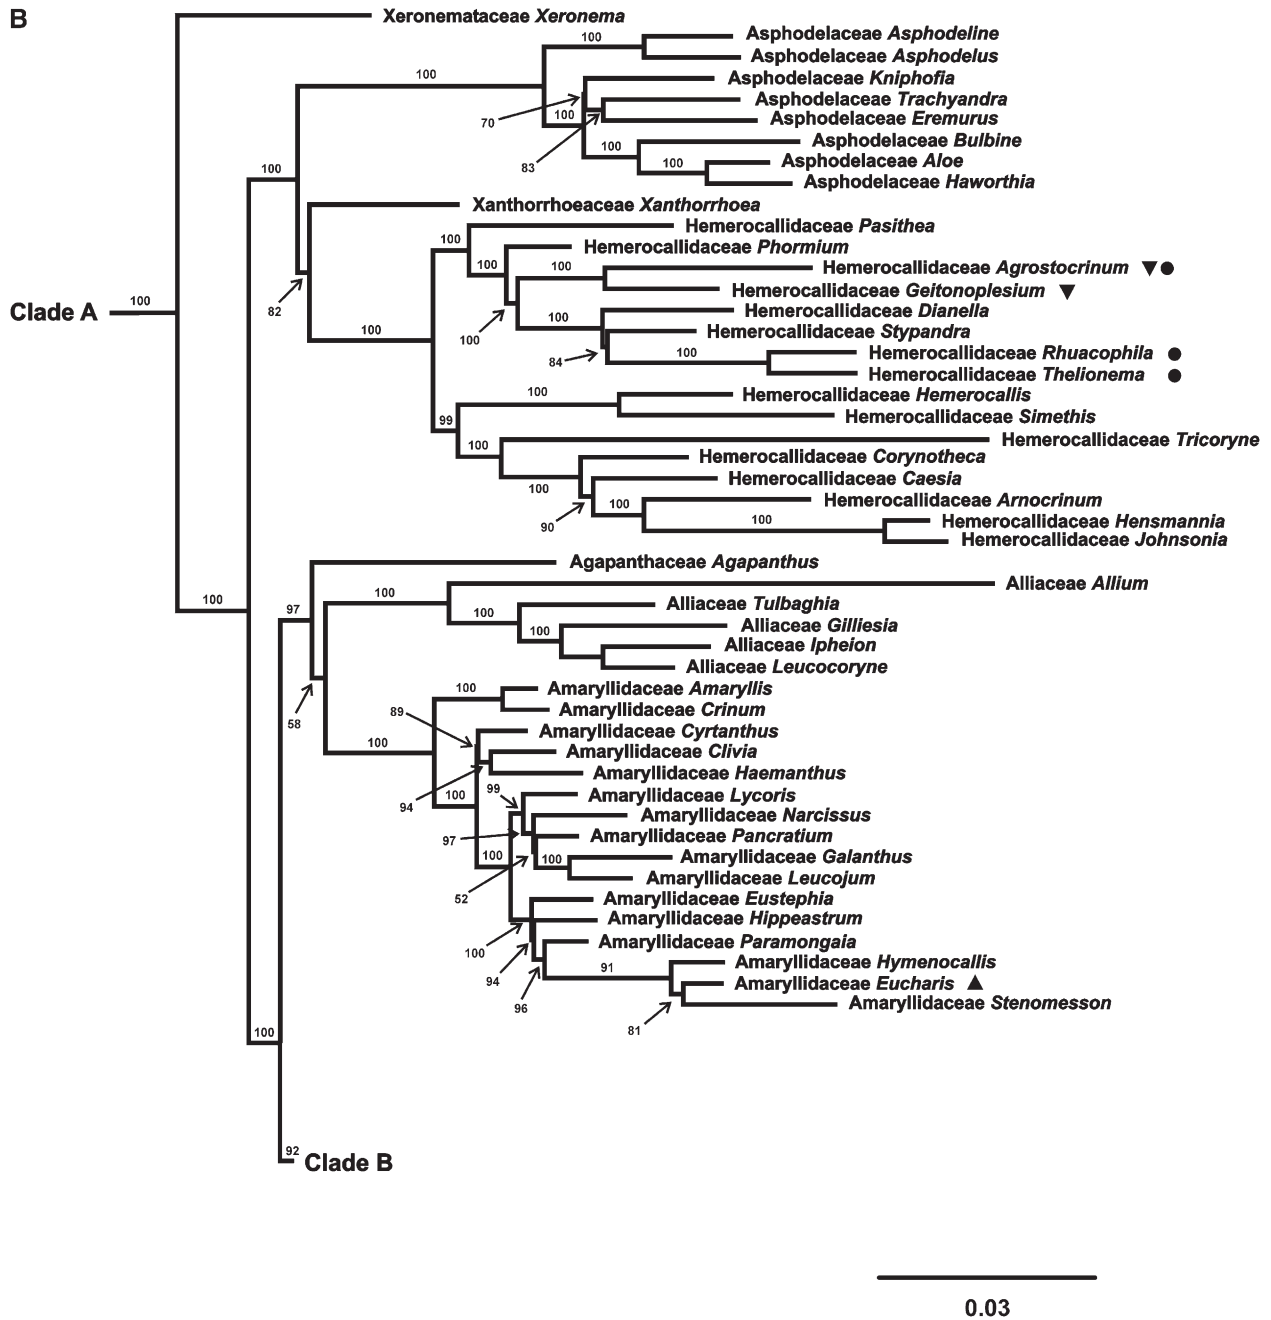 B
Xeronemataceae Xeronema
Asphodelaceae Asphodeline
100
Asphodelaceae Asphodelus
100
Asphodelaceae Kniphofia
Asphodelaceae Trachyandra
70
100
Asphodelaceae Eremurus
83
Asphodelaceae Bulbine
100
Asphodelaceae Aloe
100
Asphodelaceae Haworthia
100
Xanthorrhoeaceae Xanthorrhoea
Hemerocallidaceae Pasithea
100
Hemerocallidaceae Phormium
100
Hemerocallidaceae Agrostocrinum ▼●
100
Hemerocallidaceae Geitonoplesium ▼
Clade A
100
82
Hemerocallidaceae Dianella
100
Hemerocallidaceae Stypandra
100
100
Hemerocallidaceae Rhuacophila ●
84
100
Hemerocallidaceae Thelionema ●
Hemerocallidaceae Hemerocallis
100
Hemerocallidaceae Simethis
99
Hemerocallidaceae Tricoryne
100
Hemerocallidaceae Corynotheca
100
Hemerocallidaceae Caesia
90
Hemerocallidaceae Arnocrinum
100
Hemerocallidaceae Hensmannia
100
Hemerocallidaceae Johnsonia
Agapanthaceae Agapanthus
Alliaceae Allium
100
100
97
Alliaceae Tulbaghia
100
Alliaceae Gilliesia
100
Alliaceae Ipheion
Alliaceae Leucocoryne
58
Amaryllidaceae Amaryllis
100
Amaryllidaceae Crinum
89
Amaryllidaceae Cyrtanthus
100
Amaryllidaceae Clivia
Amaryllidaceae Haemanthus
94
100
99
Amaryllidaceae Lycoris
Amaryllidaceae Narcissus
97
Amaryllidaceae Pancratium
100
100
Amaryllidaceae Galanthus
52
Amaryllidaceae Leucojum
Amaryllidaceae Eustephia
Amaryllidaceae Hippeastrum
100
Amaryllidaceae Paramongaia
94
91
Amaryllidaceae Hymenocallis
96
Amaryllidaceae Eucharis ▲
81
Amaryllidaceae Stenomesson
100
92
Clade B
0.03